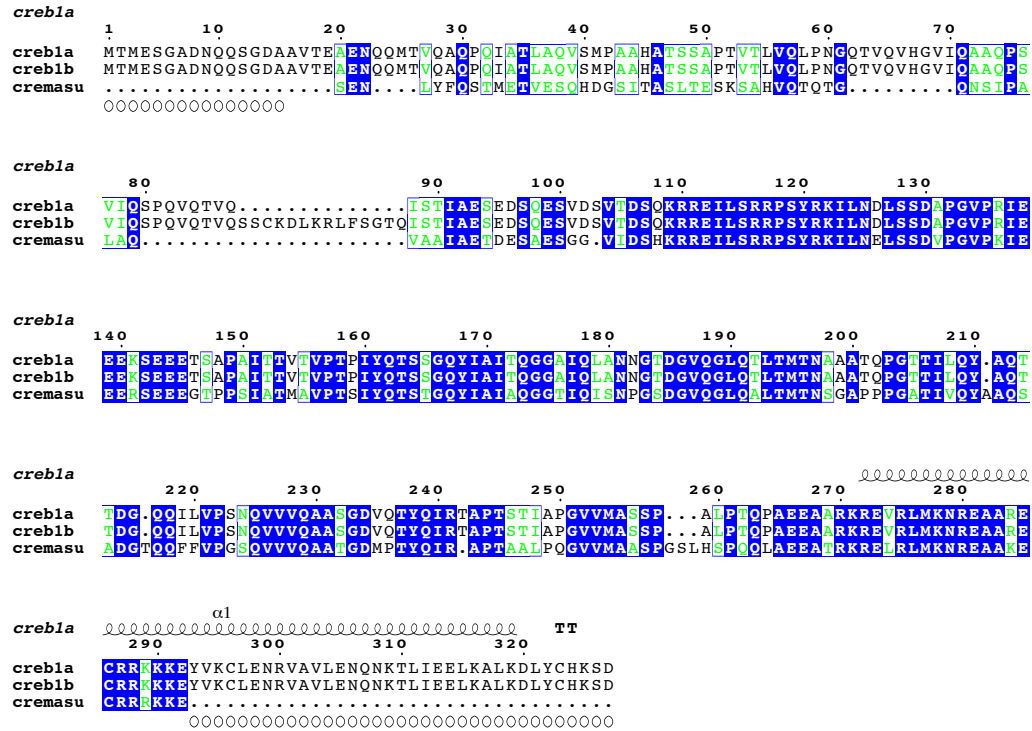 creb1a
1 10 20 30 40 50 60 70
creb1a MTMESGADNQQSGDAAVTEAENQQMTVQAQPQIATLAQVSMPAAHATSSAPTVTLVQLPNGQTVQVHGVIQAAQPS
creb1b MTMESGADNQQSGDAAVTEAENQQMTVQAQPQIATLAQVSMPAAHATSSAPTVTLVQLPNGQTVQVHGVIQAAQPS
cremasu ...................SEN....LYFQSTMETVESQHDGSITASLTESKSAHVQTQTG.........QNSIPA
creb1a
80 90 100 110 120 130
creb1a VIQSPQVQTVQ..............ISTIAESEDSQESVDSVTDSQKRREILSRRPSYRKILNDLSSDAPGVPRIE
creb1b VIQSPQVQTVQSSCKDLKRLFSGTQISTIAESEDSQESVDSVTDSQKRREILSRRPSYRKILNDLSSDAPGVPRIE
cremasu LAQ......................VAAIAETDESAESGG.VIDSHKRREILSRRPSYRKILNELSSDVPGVPKIE
creb1a
140 150 160 170 180 190 200 210
creb1a EEKSEEETSAPAITTVTVPTPIYQTSSGQYIAITQGGAIQLANNGTDGVQGLQTLTMTNAAATQPGTTILQY.AQT
creb1b EEKSEEETSAPAITTVTVPTPIYQTSSGQYIAITQGGAIQLANNGTDGVQGLQTLTMTNAAATQPGTTILQY.AQT
cremasu EERSEEEGTPPSIATMAVPTSIYQTSTGQYIAIAQGGTIQISNPGSDGVQGLQALTMTNSGAPPPGATIVQYAAQS
creb1a
220 230 240 250 260 270 280
creb1a TDG.QQILVPSNQVVVQAASGDVQTYQIRTAPTSTIAPGVVMASSP...ALPTQPAEEAARKREVRLMKNREAARE
creb1b TDG.QQILVPSNQVVVQAASGDVQTYQIRTAPTSTIAPGVVMASSP...ALPTQPAEEAARKREVRLMKNREAARE
cremasu ADGTQQFFVPGSQVVVQAATGDMPTYQIR.APTAALPQGVVMAASPGSLHSPQQLAEEATRKRELRLMKNREAAKE
α1
creb1a TT
290 300 310 320
creb1a CRRKKKEYVKCLENRVAVLENQNKTLIEELKALKDLYCHKSD
creb1b CRRKKKEYVKCLENRVAVLENQNKTLIEELKALKDLYCHKSD
cremasu CRRRKKE...................................